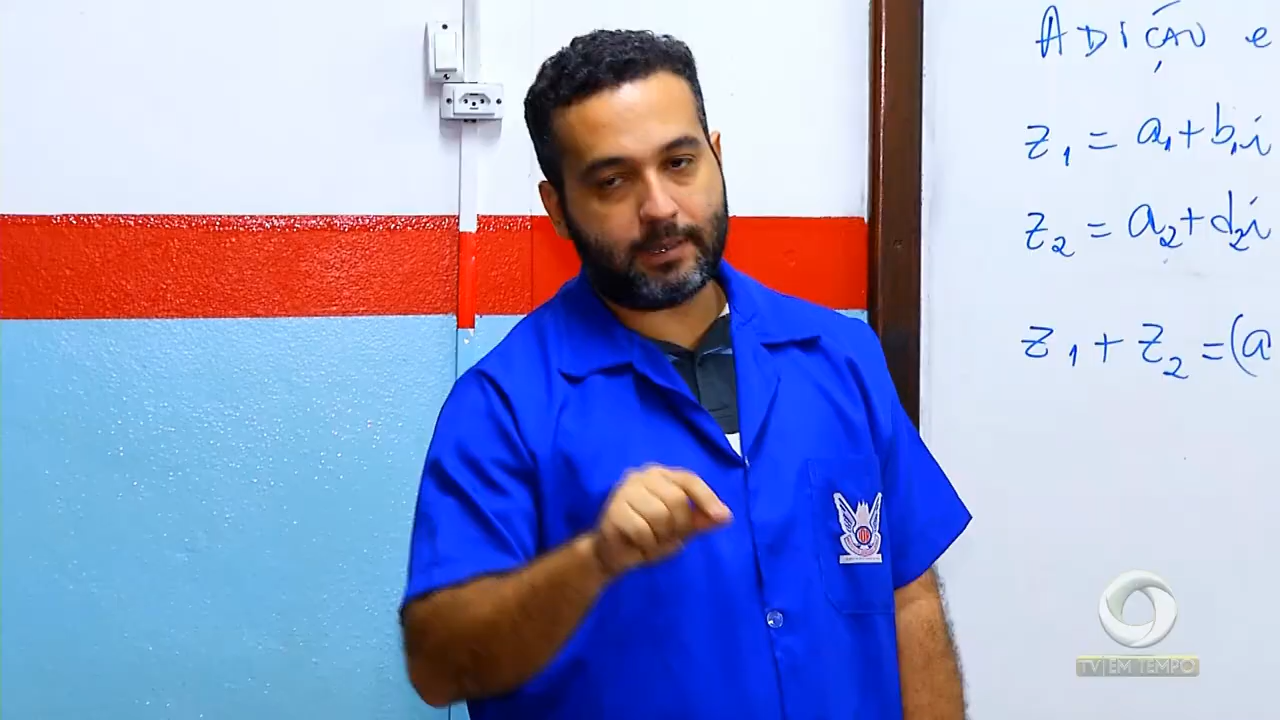 ADIÇÃO e
z₁ = a₁+b₁i
z₂ = a₂+d₂i
z₁+z₂=(a
TV EM TEMPO